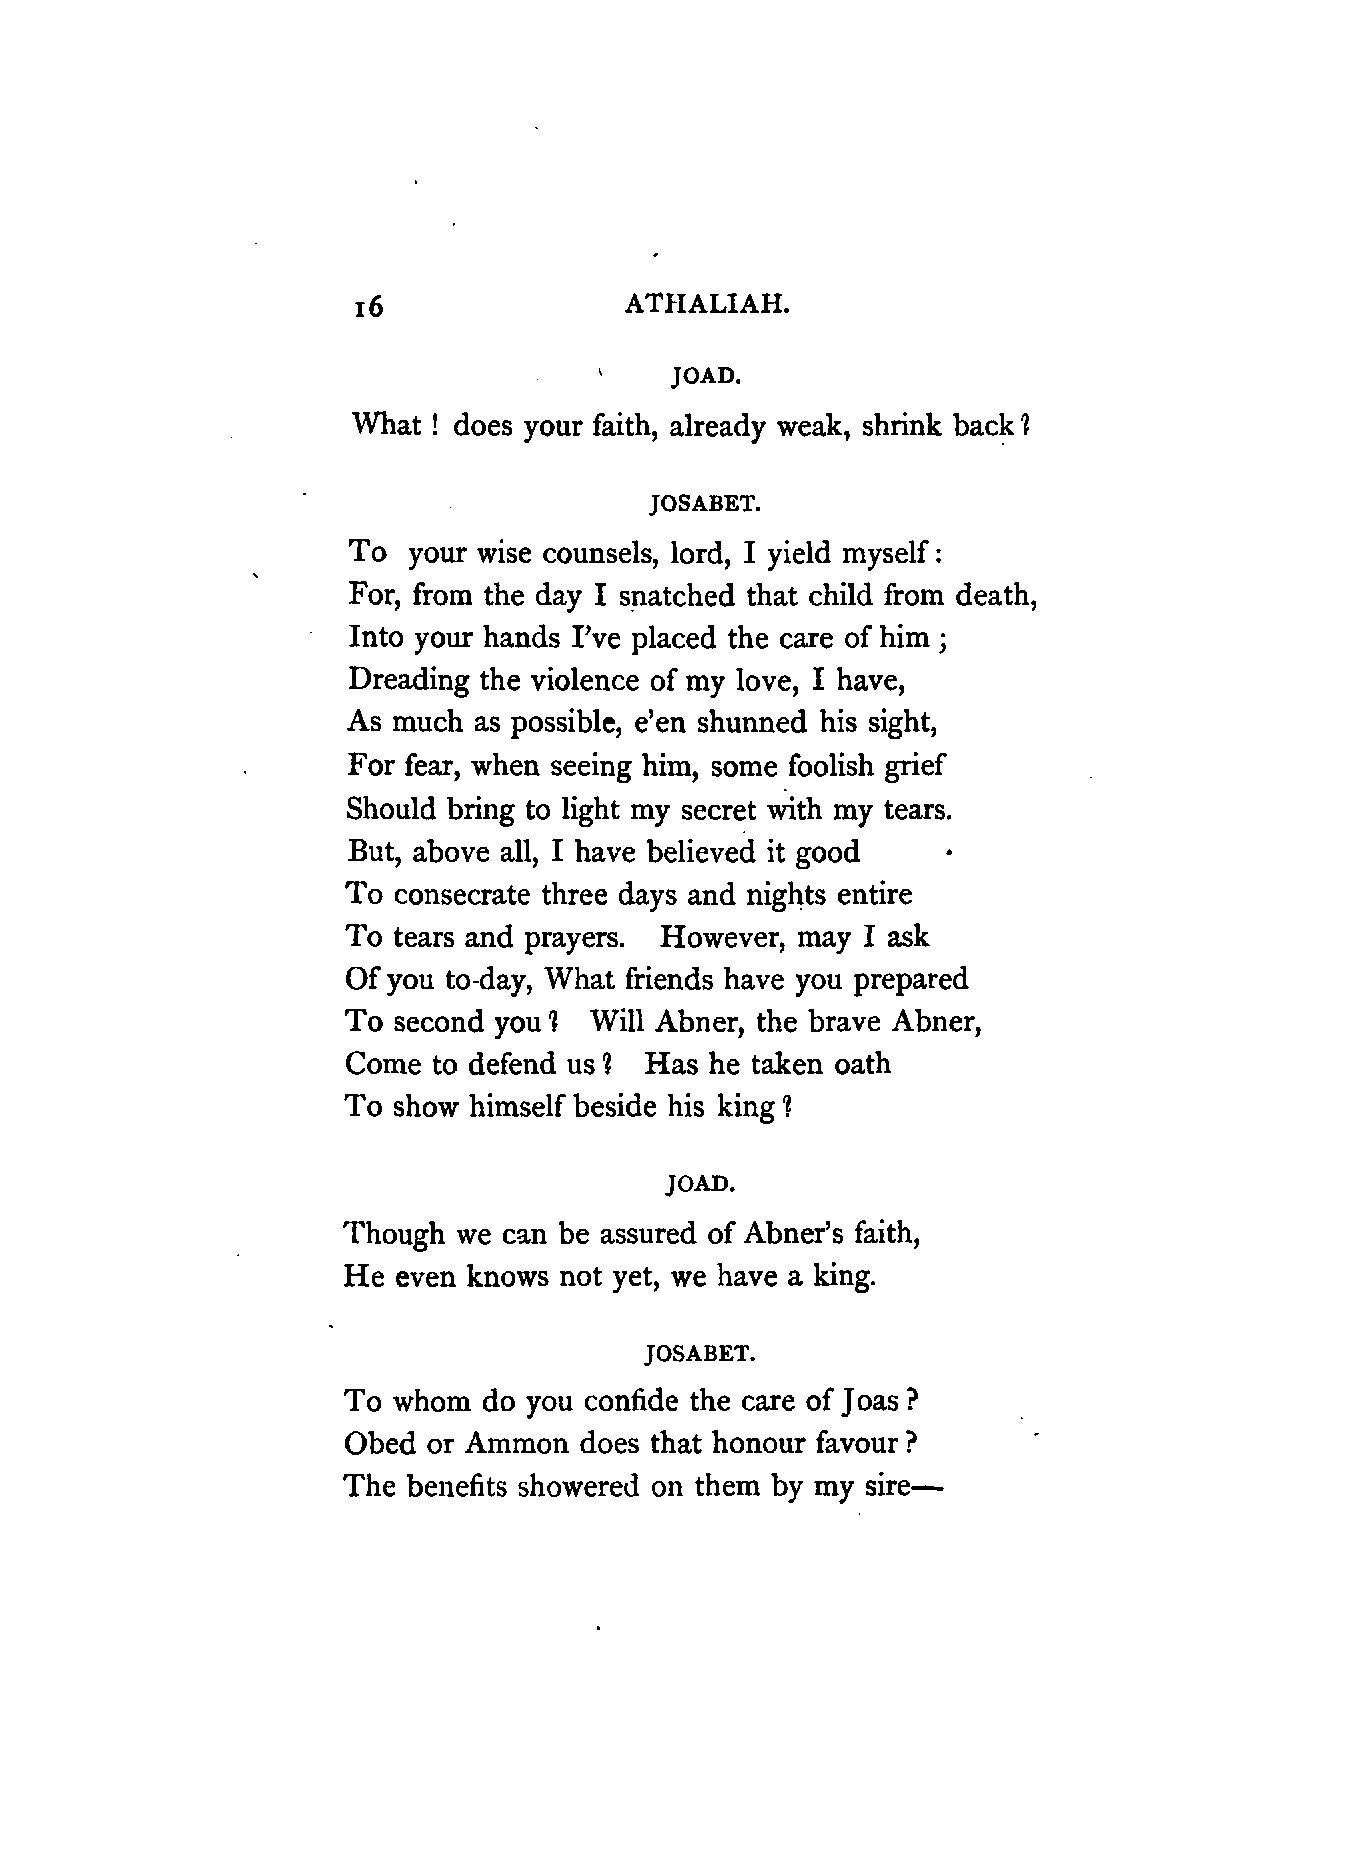 16 ATHALIAH.
JOAD.
What ! does your faith, already weak, shrink back?
JOSABET.
To your wise counsels, lord, I yield myself :
For, from the day I snatched that child from death,
Into your hands I've placed the care of him ;
Dreading the violence of my love, I have,
As much as possible, e'en shunned his sight,
For fear, when seeing him, some foolish grief
Should bring to light my secret with my tears.
But, above all, I have believed it good
To consecrate three days and nights entire
To tears and prayers. However, may I ask
Of you to-day, What friends have you prepared
To second you? Will Abner, the brave Abner,
Come to defend us? Has he taken oath
To show himself beside his king?
JOAD.
Though we can be assured of Abner's faith,
He even knows not yet, we have a king.
JOSABET.
To whom do you confide the care of Joas ?
Obed or Ammon does that honour favour ?
The benefits showered on them by my sire—